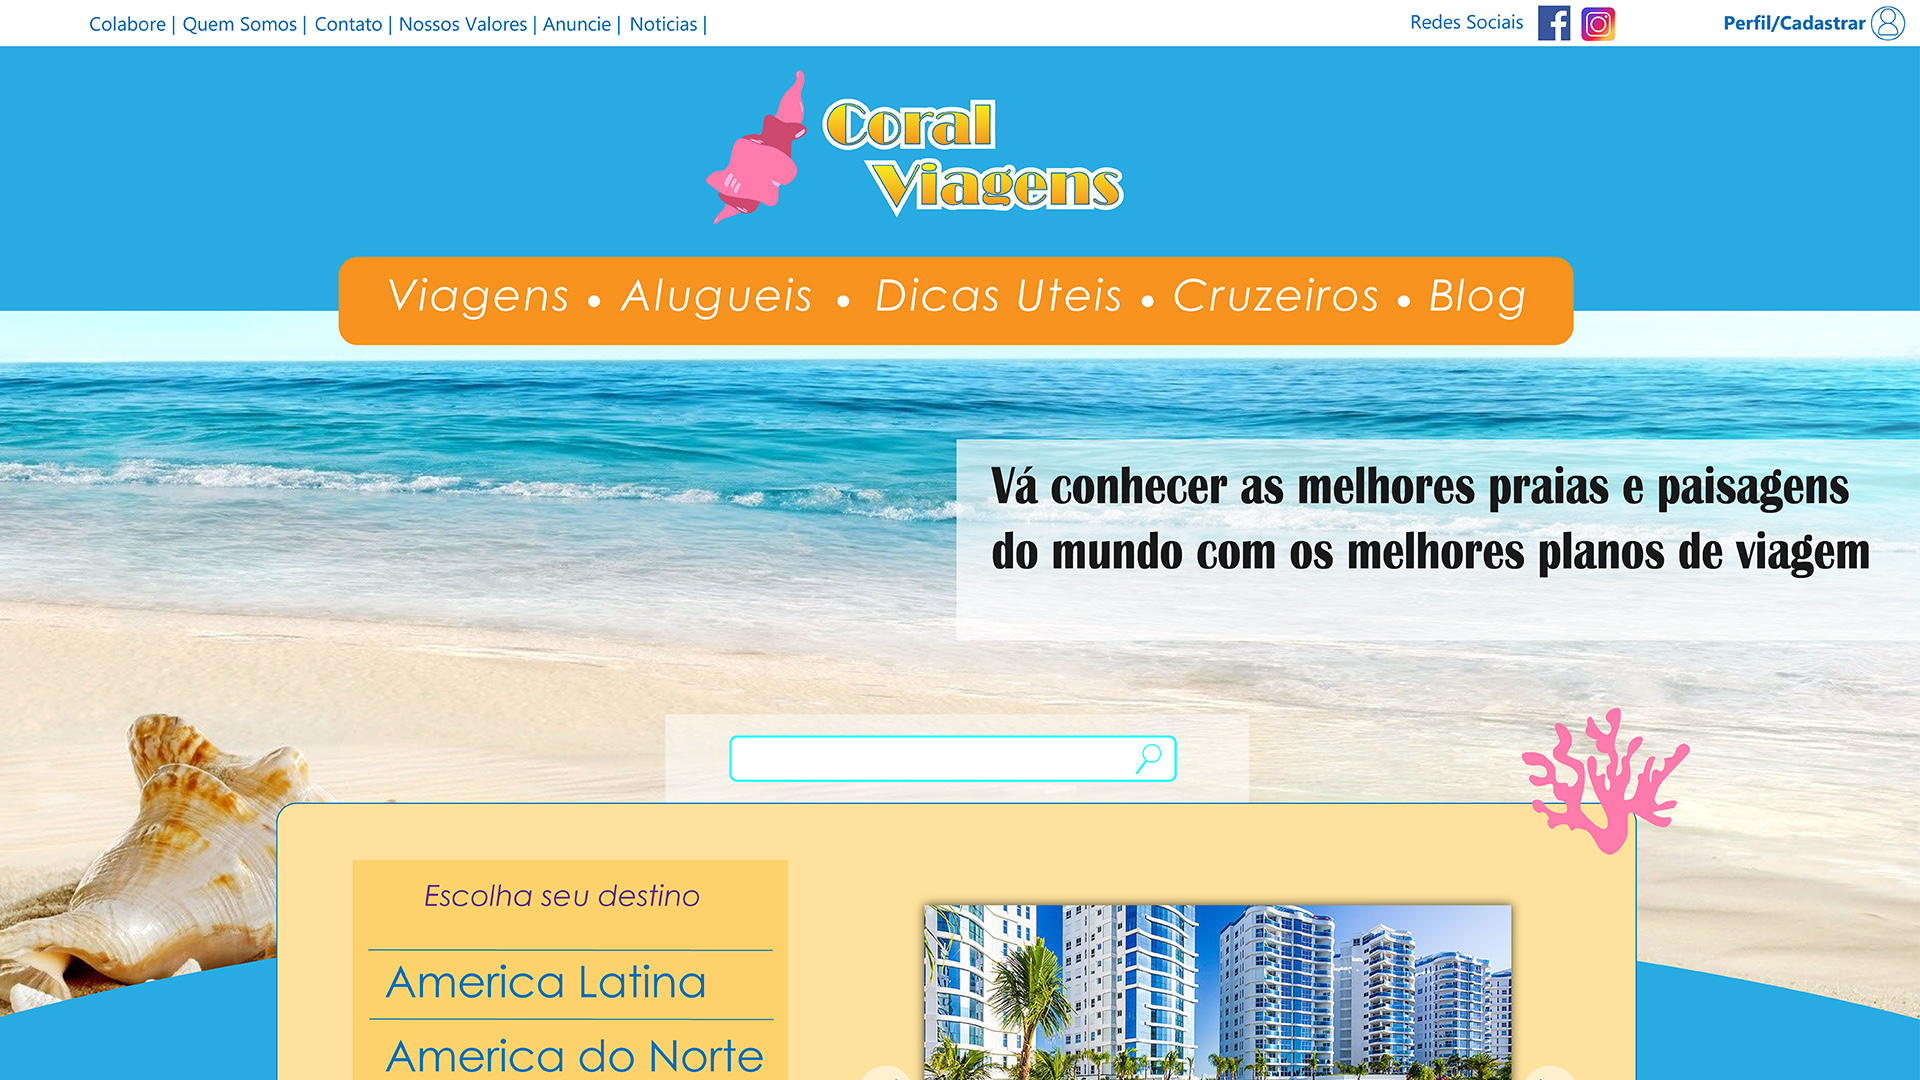 Colabore | Quem Somos | Contato | Nossos Valores | Anuncie | Noticias |
Redes Sociais
Perfil/Cadastrar
Coral
Viagens
Viagens • Alugueis • Dicas Uteis • Cruzeiros • Blog
Vá conhecer as melhores praias e paisagens
do mundo com os melhores planos de viagem
Escolha seu destino
America Latina
America do Norte